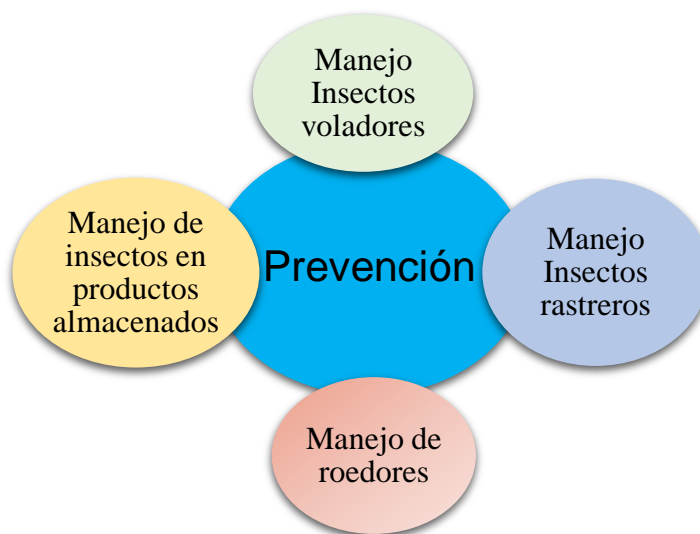 Manejo
Insectos
voladores
Manejo de
insectos en
productos
almacenados
Prevención
Manejo
Insectos
rastreros
Manejo de
roedores